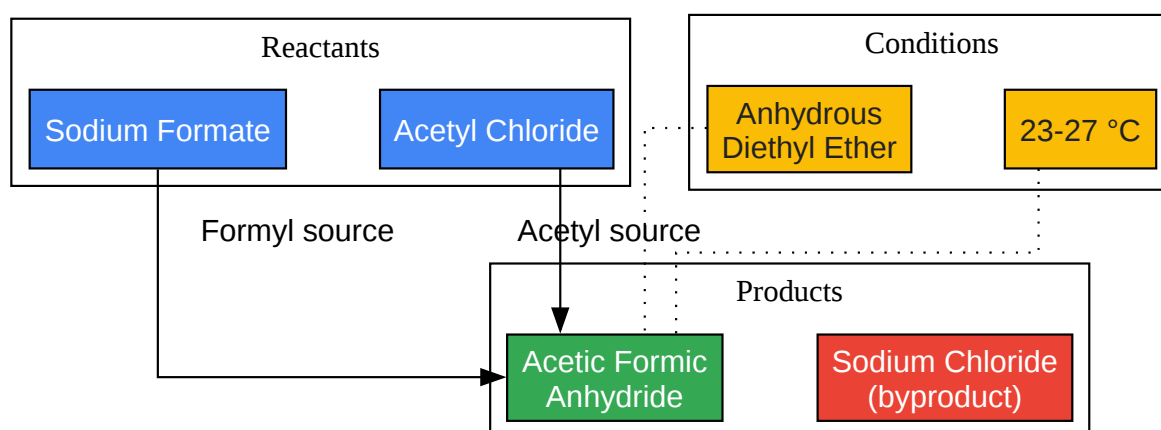 Reactants
Conditions
Sodium Formate
Acetyl Chloride
Anhydrous
Diethyl Ether
23-27 °C
Formyl source
Acetyl source
Products
Acetic Formic
Anhydride
Sodium Chloride
(byproduct)